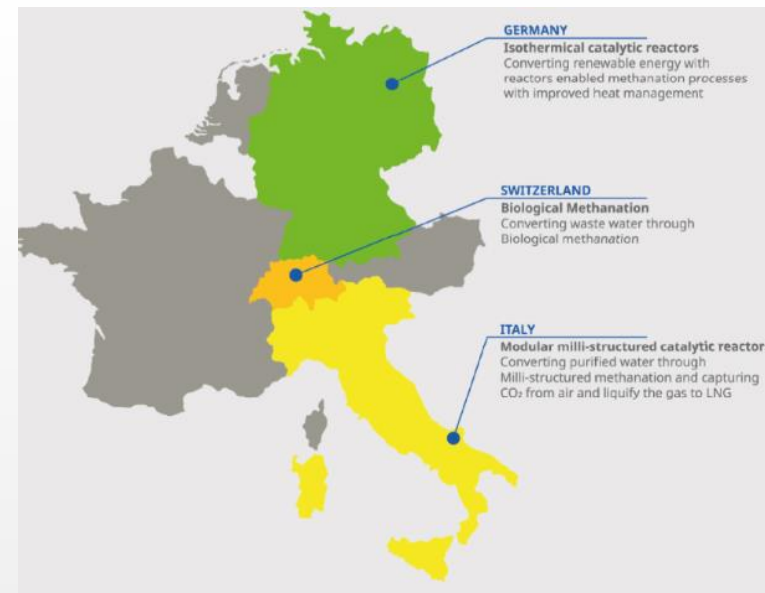 GERMANY
Isothermical catalytic reactors
Converting renewable energy with
reactors enabled methanation processes
with improved heat management
SWITZERLAND
Biological Methanation
Converting waste water through
Biological methanation
ITALY
Modular milli-structured catalytic reactor
Converting purified water through
Milli-structured methanation and capturing
CO₂ from air and liquify the gas to LNG